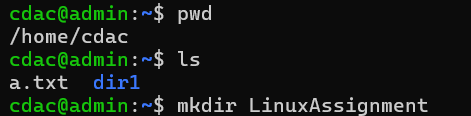 cdac@admin:~$ pwd
/home/cdac
cdac@admin:~$ ls
a.txt  dir1
cdac@admin:~$ mkdir LinuxAssignment